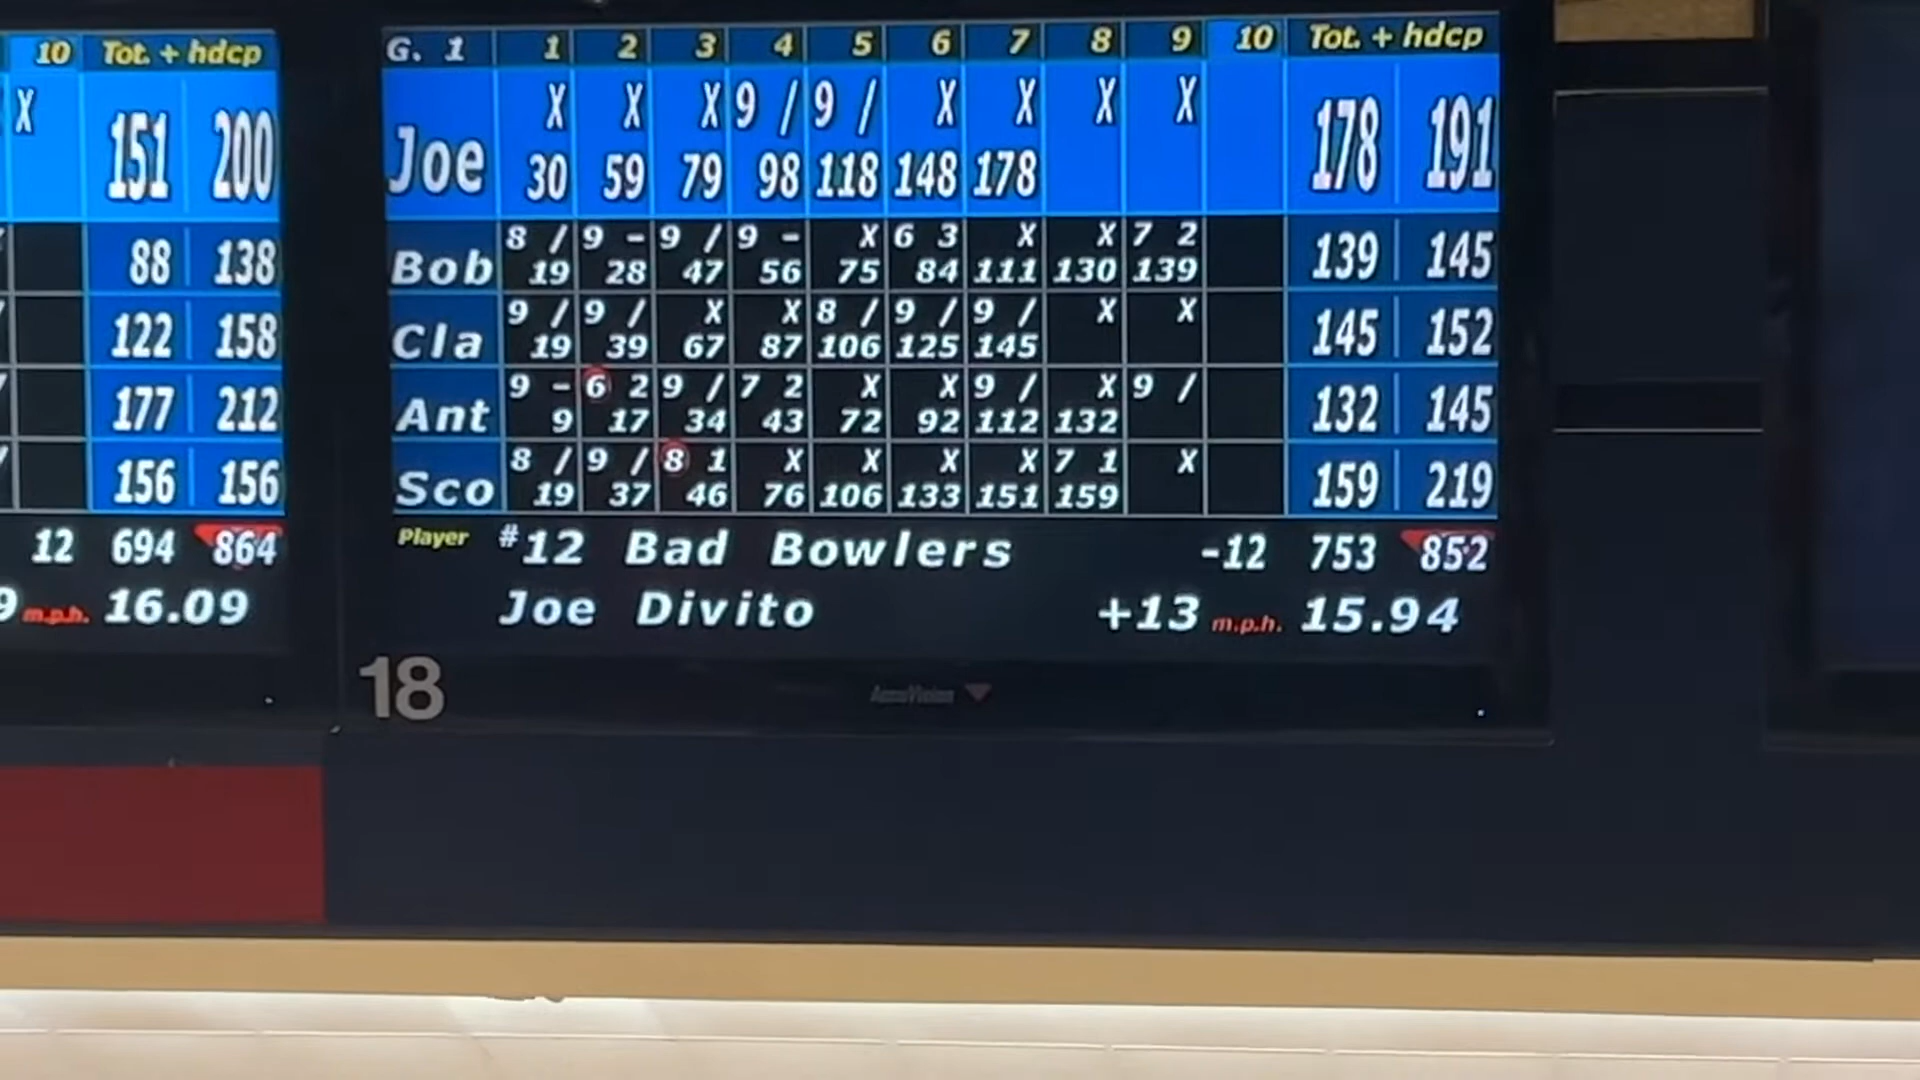 10 Tot. + hdcp
X 151 200
88 138
122 158
177 212
156 156
12 694 864
9 m.p.h. 16.09
G. 1 1 2 3 4 5 6 7 8 9 10 Tot. + hdcp
X X X 9 / 9 / X X X X
Joe 30 59 79 98 118 148 178 178 191
8 / 9 - 9 / 9 - X 6 3 X X 7 2
Bob 19 28 47 56 75 84 111 130 139 139 145
9 / 9 / X X 8 / 9 / 9 / X X
Cla 19 39 67 87 106 125 145 145 152
9 - 6 2 9 / 7 2 X X 9 / X 9 /
Ant 9 17 34 43 72 92 112 132 132 145
8 / 9 / 8 1 X X X X 7 1 X
Sco 19 37 46 76 106 133 151 159 159 219
Player #12 Bad Bowlers -12 753 852
Joe Divito +13 m.p.h. 15.94
18
AccuVision